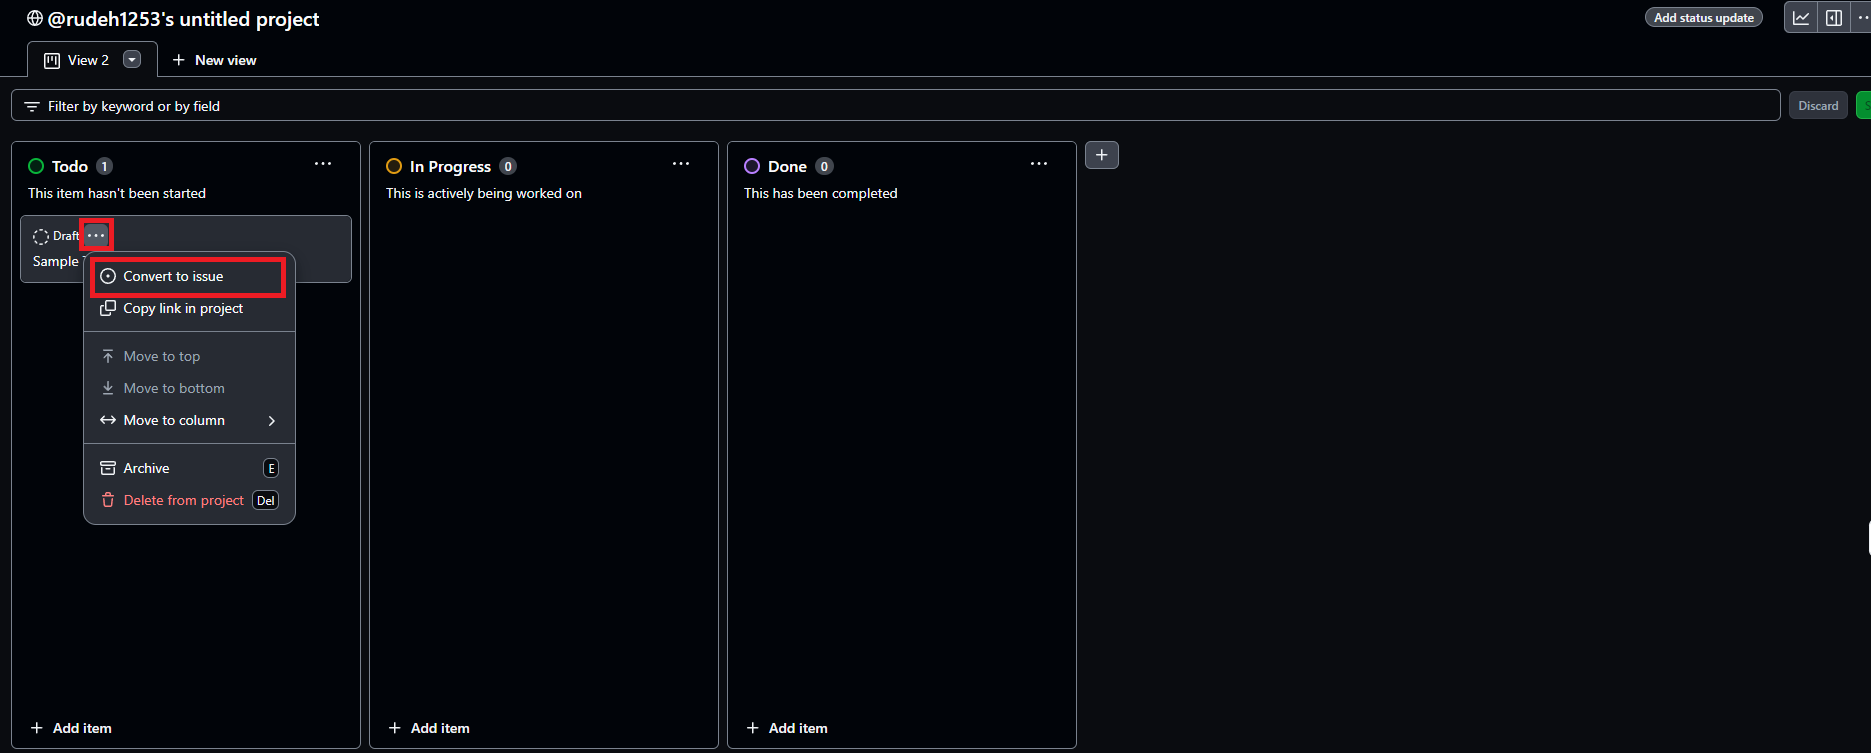 @rudeh1253's untitled project
Add status update
View 2
New view
Filter by keyword or by field
Discard
Todo 1
This item hasn't been started
Draft
Sample
Convert to issue
Copy link in project
Move to top
Move to bottom
Move to column
Archive E
Delete from project Del
Add item
In Progress 0
This is actively being worked on
Add item
Done 0
This has been completed
Add item